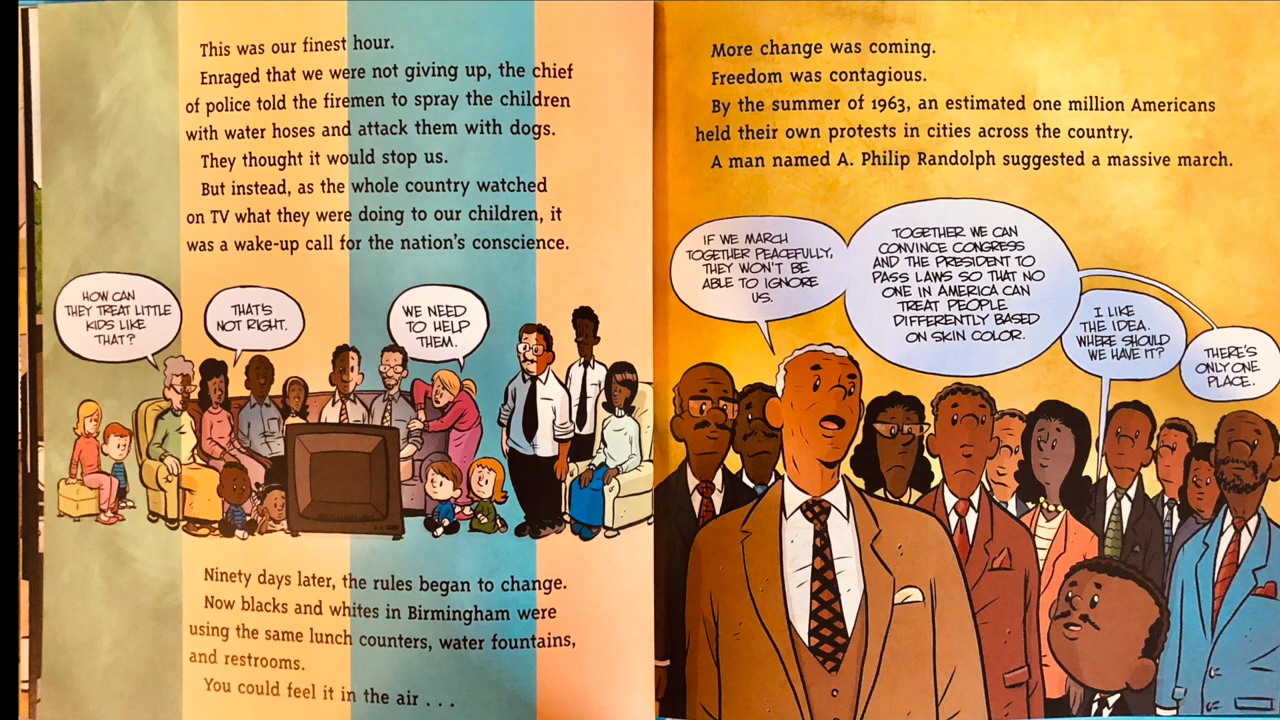 This was our finest hour.
Enraged that we were not giving up, the chief
of police told the firemen to spray the children
with water hoses and attack them with dogs.
They thought it would stop us.
But instead, as the whole country watched
on TV what they were doing to our children, it
was a wake-up call for the nation's conscience.
HOW CAN
THEY TREAT LITTLE
KIDS LIKE
THAT?
THAT'S
NOT RIGHT.
WE NEED
TO HELP
THEM.
Ninety days later, the rules began to change.
Now blacks and whites in Birmingham were
using the same lunch counters, water fountains,
and restrooms.
You could feel it in the air . . .
More change was coming.
Freedom was contagious.
By the summer of 1963, an estimated one million Americans
held their own protests in cities across the country.
A man named A. Philip Randolph suggested a massive march.
IF WE MARCH
TOGETHER PEACEFULLY,
THEY WON'T BE
ABLE TO IGNORE
US.
TOGETHER WE CAN
CONVINCE CONGRESS
AND THE PRESIDENT TO
PASS LAWS SO THAT NO
ONE IN AMERICA CAN
TREAT PEOPLE
DIFFERENTLY BASED
ON SKIN COLOR.
I LIKE
THE IDEA.
WHERE SHOULD
WE HAVE IT?
THERE'S
ONLY ONE
PLACE.